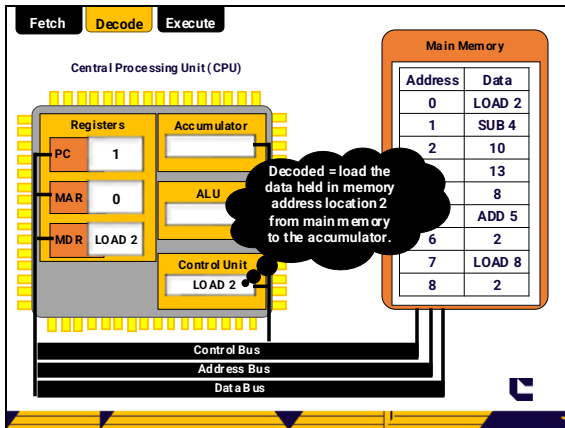 Fetch
Decode
Execute
Central Processing Unit (CPU)
Registers
PC 1
MAR 0
MDR LOAD 2
Accumulator
ALU
Control Unit
LOAD 2
Decoded = load the
data held in memory
address location 2
from main memory
to the accumulator.
Main Memory
Address Data
0 LOAD 2
1 SUB 4
2 10
13
8
ADD 5
6 2
7 LOAD 8
8 2
Control Bus
Address Bus
Data Bus